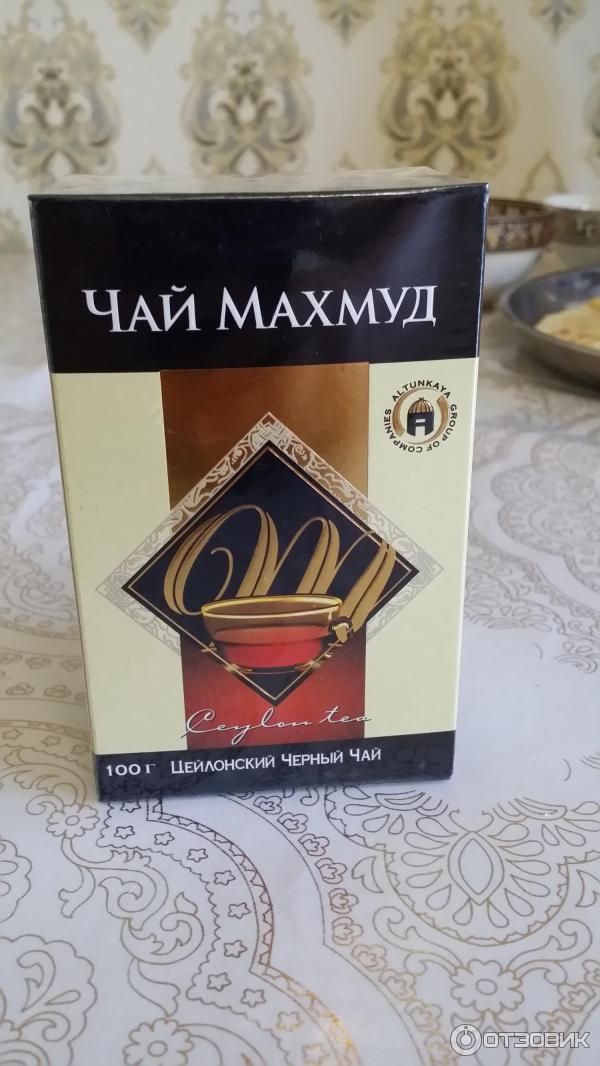 ЧАЙ МАХМУД
ALTUNKAYA GROUP OF COMPANIES
Ceylon tea
100 Г ЦЕЙЛОНСКИЙ ЧЕРНЫЙ ЧАЙ
ОТЗОВИК